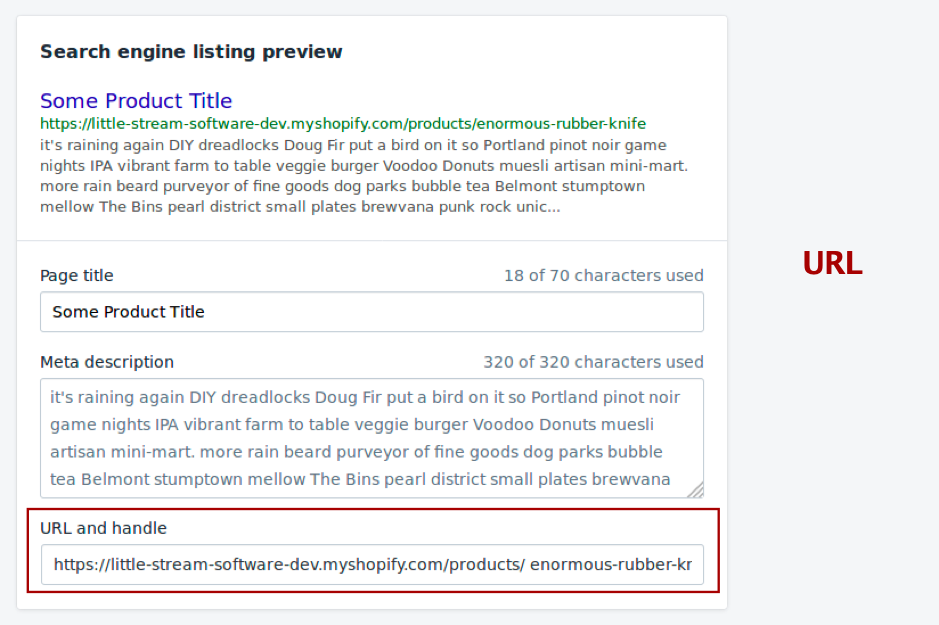 Search engine listing preview
Some Product Title
https://little-stream-software-dev.myshopify.com/products/enormous-rubber-knife
it's raining again DIY dreadlocks Doug Fir put a bird on it so Portland pinot noir game
nights IPA vibrant farm to table veggie burger Voodoo Donuts muesli artisan mini-mart.
more rain beard purveyor of fine goods dog parks bubble tea Belmont stumptown
mellow The Bins pearl district small plates brewvana punk rock unic...
URL
Page title 18 of 70 characters used
Some Product Title
Meta description 320 of 320 characters used
it's raining again DIY dreadlocks Doug Fir put a bird on it so Portland pinot noir
game nights IPA vibrant farm to table veggie burger Voodoo Donuts muesli
artisan mini-mart. more rain beard purveyor of fine goods dog parks bubble
tea Belmont stumptown mellow The Bins pearl district small plates brewvana
URL and handle
https://little-stream-software-dev.myshopify.com/products/ enormous-rubber-kr